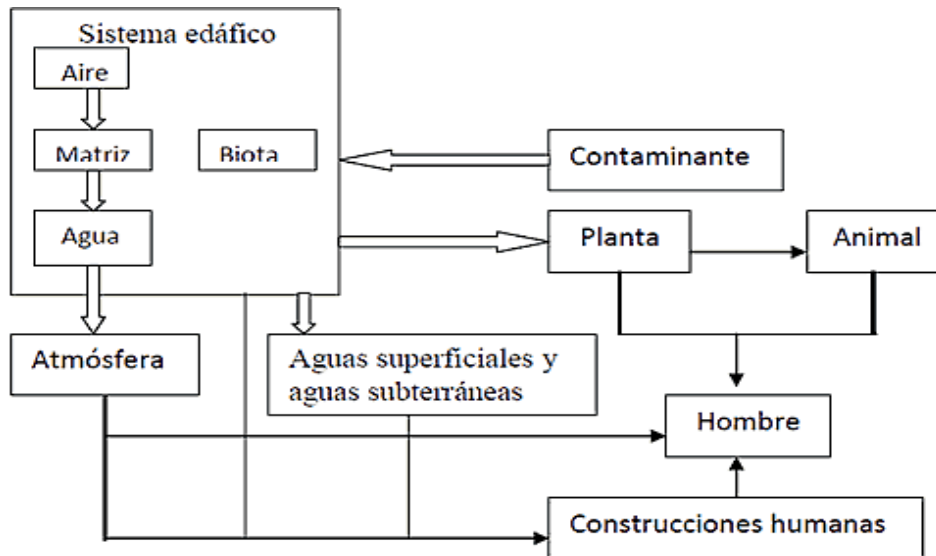 Sistema edáfico
Aire
Matriz
Biota
Contaminante
Agua
Planta
Animal
Atmósfera
Aguas superficiales y
aguas subterráneas
Hombre
Construcciones humanas